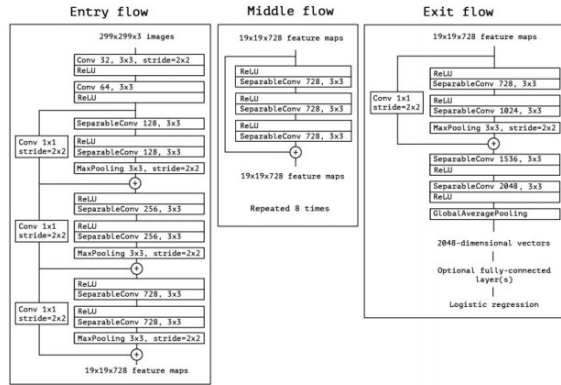 Entry flow
299x299x3 images
Conv 32, 3x3, stride=2x2
ReLU
Conv 64, 3x3
ReLU
SeparableConv 128, 3x3
Conv 1x1
stride=2x2
ReLU
SeparableConv 128, 3x3
MaxPooling 3x3, stride=2x2
+
ReLU
SeparableConv 256, 3x3
Conv 1x1
stride=2x2
ReLU
SeparableConv 256, 3x3
MaxPooling 3x3, stride=2x2
+
ReLU
SeparableConv 728, 3x3
Conv 1x1
stride=2x2
ReLU
SeparableConv 728, 3x3
MaxPooling 3x3, stride=2x2
+
19x19x728 feature maps
Middle flow
19x19x728 feature maps
ReLU
SeparableConv 728, 3x3
ReLU
SeparableConv 728, 3x3
ReLU
SeparableConv 728, 3x3
+
19x19x728 feature maps
Repeated 8 times
Exit flow
19x19x728 feature maps
ReLU
SeparableConv 728, 3x3
Conv 1x1
stride=2x2
ReLU
SeparableConv 1024, 3x3
MaxPooling 3x3, stride=2x2
+
SeparableConv 1536, 3x3
ReLU
SeparableConv 2048, 3x3
ReLU
GlobalAveragePooling
2048-dimensional vectors
Optional fully-connected
layer(s)
Logistic regression